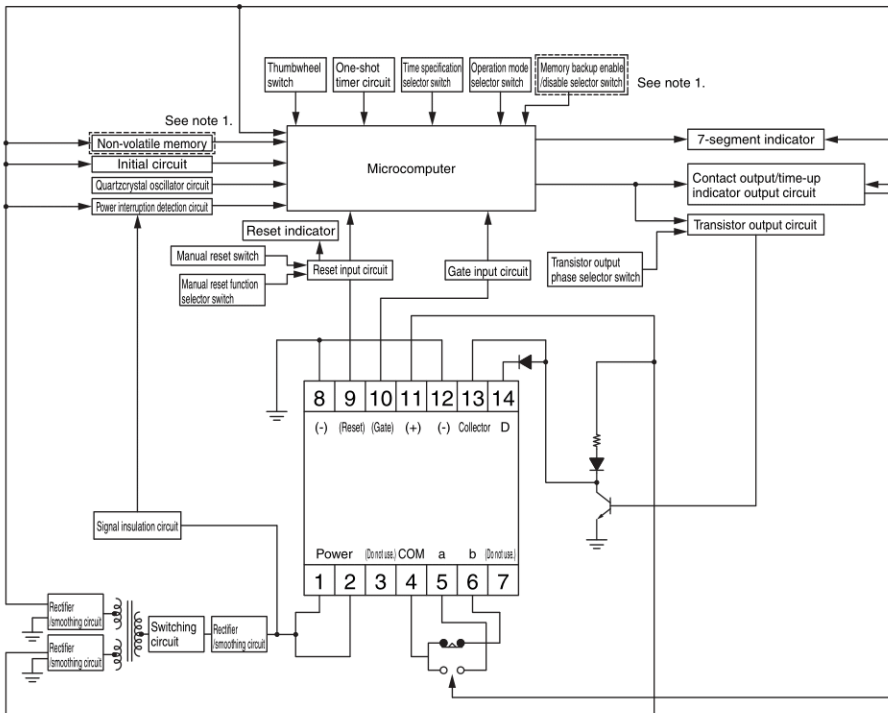 Thumbwheel
switch
One-shot
timer circuit
Time specification
selector switch
Operation mode
selector switch
Memory backup enable
/disable selector switch
See note 1.
See note 1.
Non-volatile memory
Initial circuit
Quartzcrystal oscillator circuit
Power interruption detection circuit
Microcomputer
7-segment indicator
Contact output/time-up
indicator output circuit
Transistor output circuit
Reset indicator
Manual reset switch
Reset input circuit
Manual reset function
selector switch
Gate input circuit
Transistor output
phase selector switch
8 9 10 11 12 13 14
(-) (Reset) (Gate) (+) (-) Collector D
Signal insulation circuit
Power (Do not use.) COM a b (Do not use.)
1 2 3 4 5 6 7
Rectifier
/smoothing circuit
Switching
circuit
Rectifier
/smoothing circuit
Rectifier
/smoothing circuit